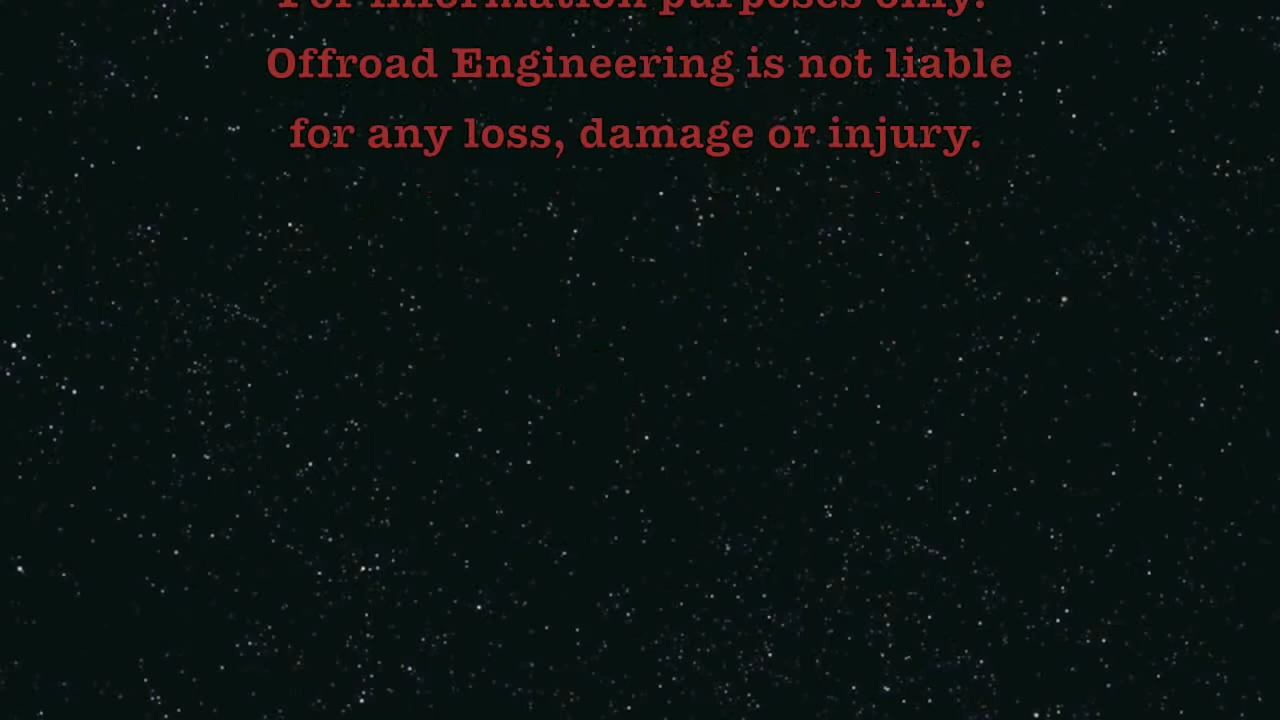 For information purposes only.
Offroad Engineering is not liable
for any loss, damage or injury.